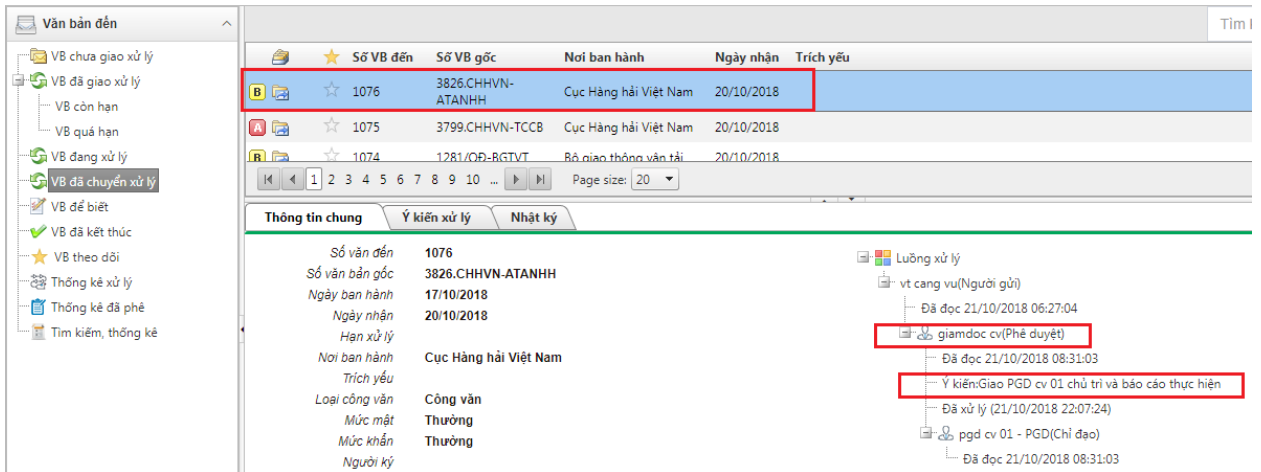 Văn bản đến
VB chưa giao xử lý
VB đã giao xử lý
VB còn hạn
VB quá hạn
VB đang xử lý
VB đã chuyển xử lý
VB để biết
VB đã kết thúc
VB theo dõi
Thống kê xử lý
Thống kê đã phê
Tìm kiếm, thống kê
Tìm
Số VB đến Số VB gốc Nơi ban hành Ngày nhận Trích yếu
B 1076 3826.CHHVN-ATANHH Cục Hàng hải Việt Nam 20/10/2018
A 1075 3799.CHHVN-TCCB Cục Hàng hải Việt Nam 20/10/2018
B 1074 1281/QĐ-BGTVT Bộ giao thông vận tải 20/10/2018
1 2 3 4 5 6 7 8 9 10 ... Page size: 20
Thông tin chung Ý kiến xử lý Nhật ký
Số văn đến 1076
Số văn bản gốc 3826.CHHVN-ATANHH
Ngày ban hành 17/10/2018
Ngày nhận 20/10/2018
Hạn xử lý
Nơi ban hành Cục Hàng hải Việt Nam
Trích yếu
Loại công văn Công văn
Mức mật Thường
Mức khẩn Thường
Người ký
Luồng xử lý
vt cang vu(Người gửi)
Đã đọc 21/10/2018 06:27:04
giamdoc cv(Phê duyệt)
Đã đọc 21/10/2018 08:31:03
Ý kiến:Giao PGD cv 01 chủ trì và báo cáo thực hiện
Đã xử lý (21/10/2018 22:07:24)
pgd cv 01 - PGD(Chỉ đạo)
Đã đọc 21/10/2018 08:31:03